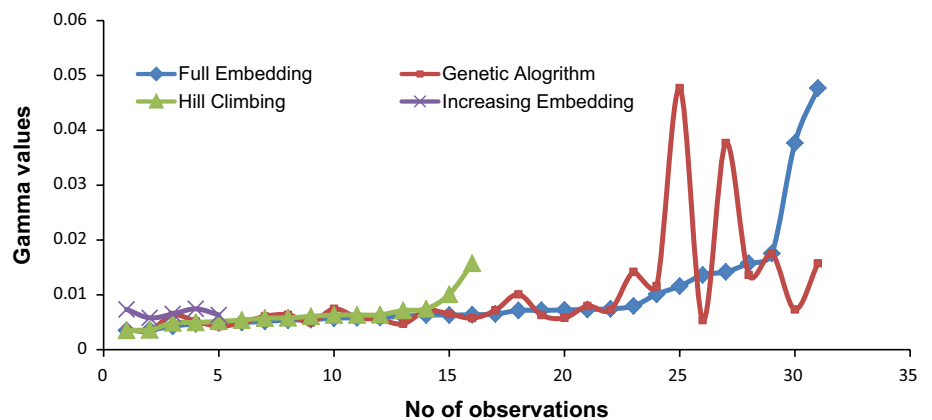 0.06
0.05
0.04
0.03
0.02
0.01
0
Gamma values
Full Embedding
Genetic Alogrithm
Hill Climbing
Increasing Embedding
0 5 10 15 20 25 30 35
No of observations